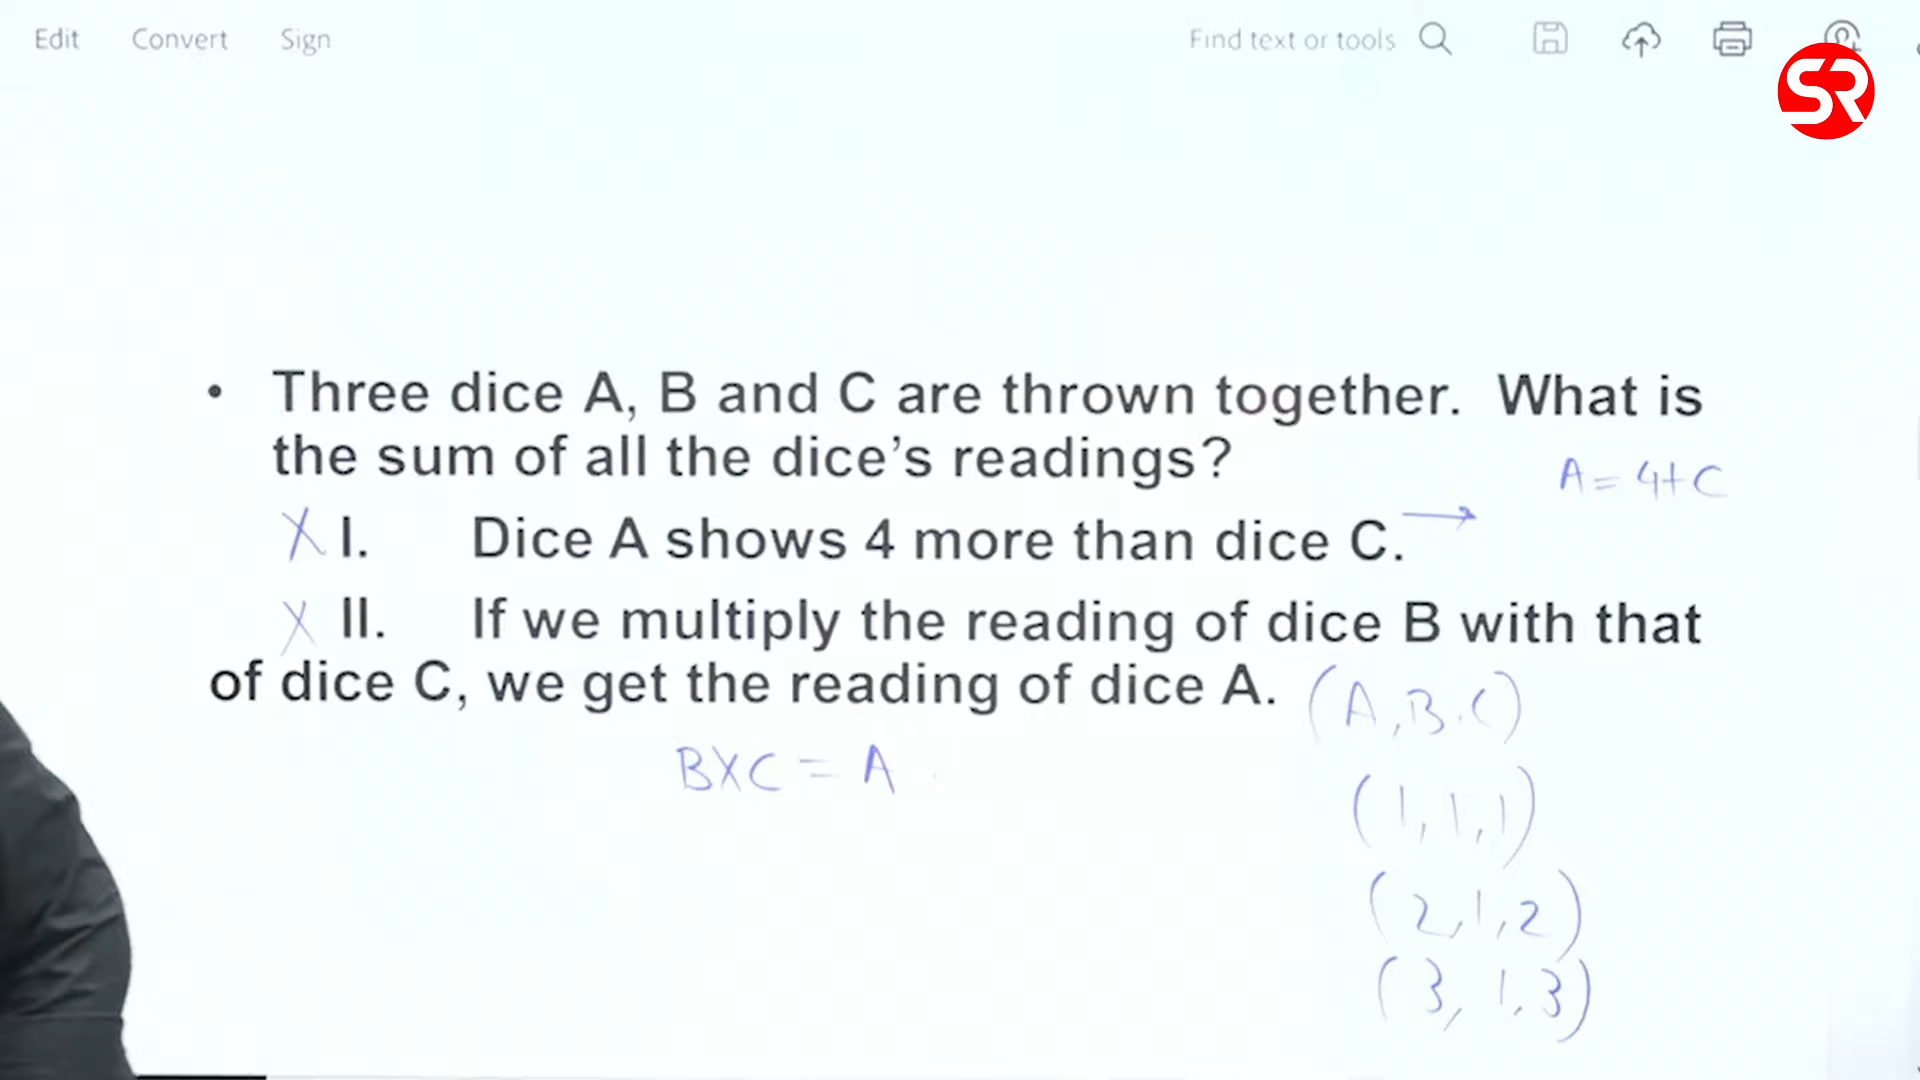 Edit Convert Sign Find text or tools
SR
• Three dice A, B and C are thrown together. What is
the sum of all the dice’s readings?
A = 4+C
X I. Dice A shows 4 more than dice C. →
X II. If we multiply the reading of dice B with that
of dice C, we get the reading of dice A.
(A, B, C)
B X C = A
(1, 1, 1)
(2, 1, 2)
(3, 1, 3)